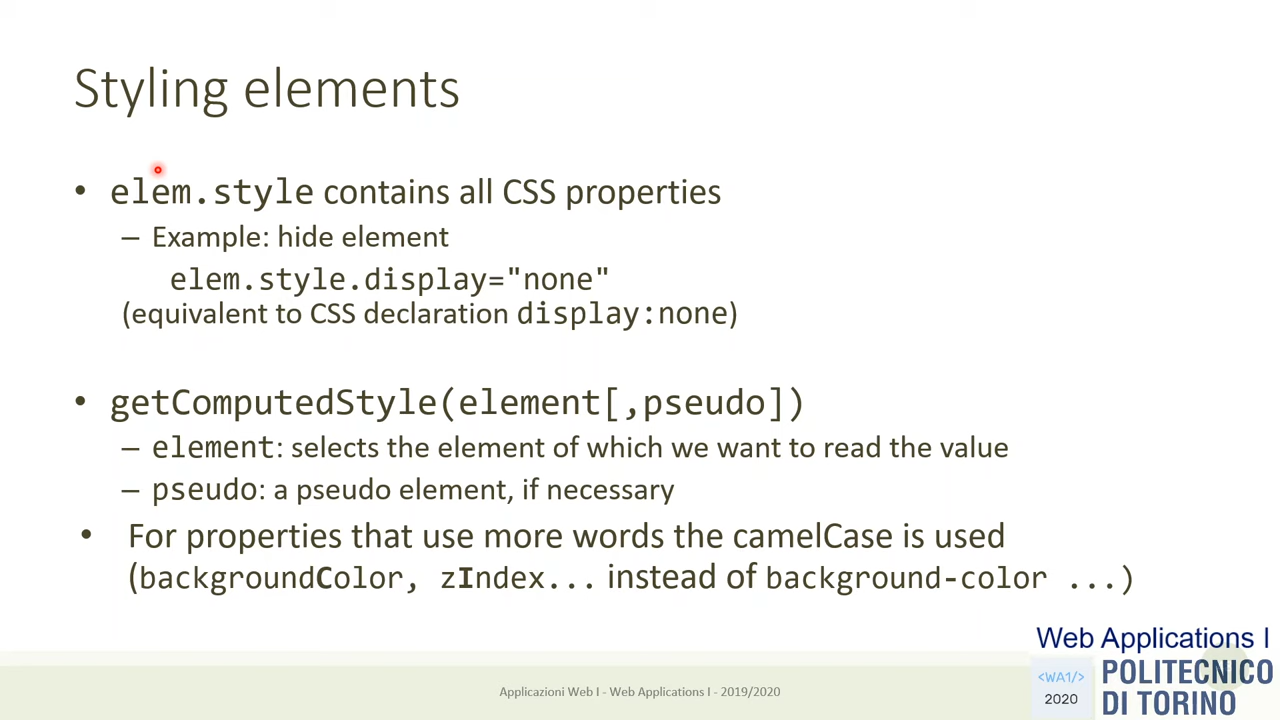 Styling elements
• elem.style contains all CSS properties
– Example: hide element
elem.style.display="none"
(equivalent to CSS declaration display:none)
• getComputedStyle(element[,pseudo])
– element: selects the element of which we want to read the value
– pseudo: a pseudo element, if necessary
• For properties that use more words the camelCase is used
(backgroundColor, zIndex... instead of background-color ...)
Web Applications I
<WA1/>
2020
POLITECNICO
DI TORINO
Applicazioni Web I - Web Applications I - 2019/2020